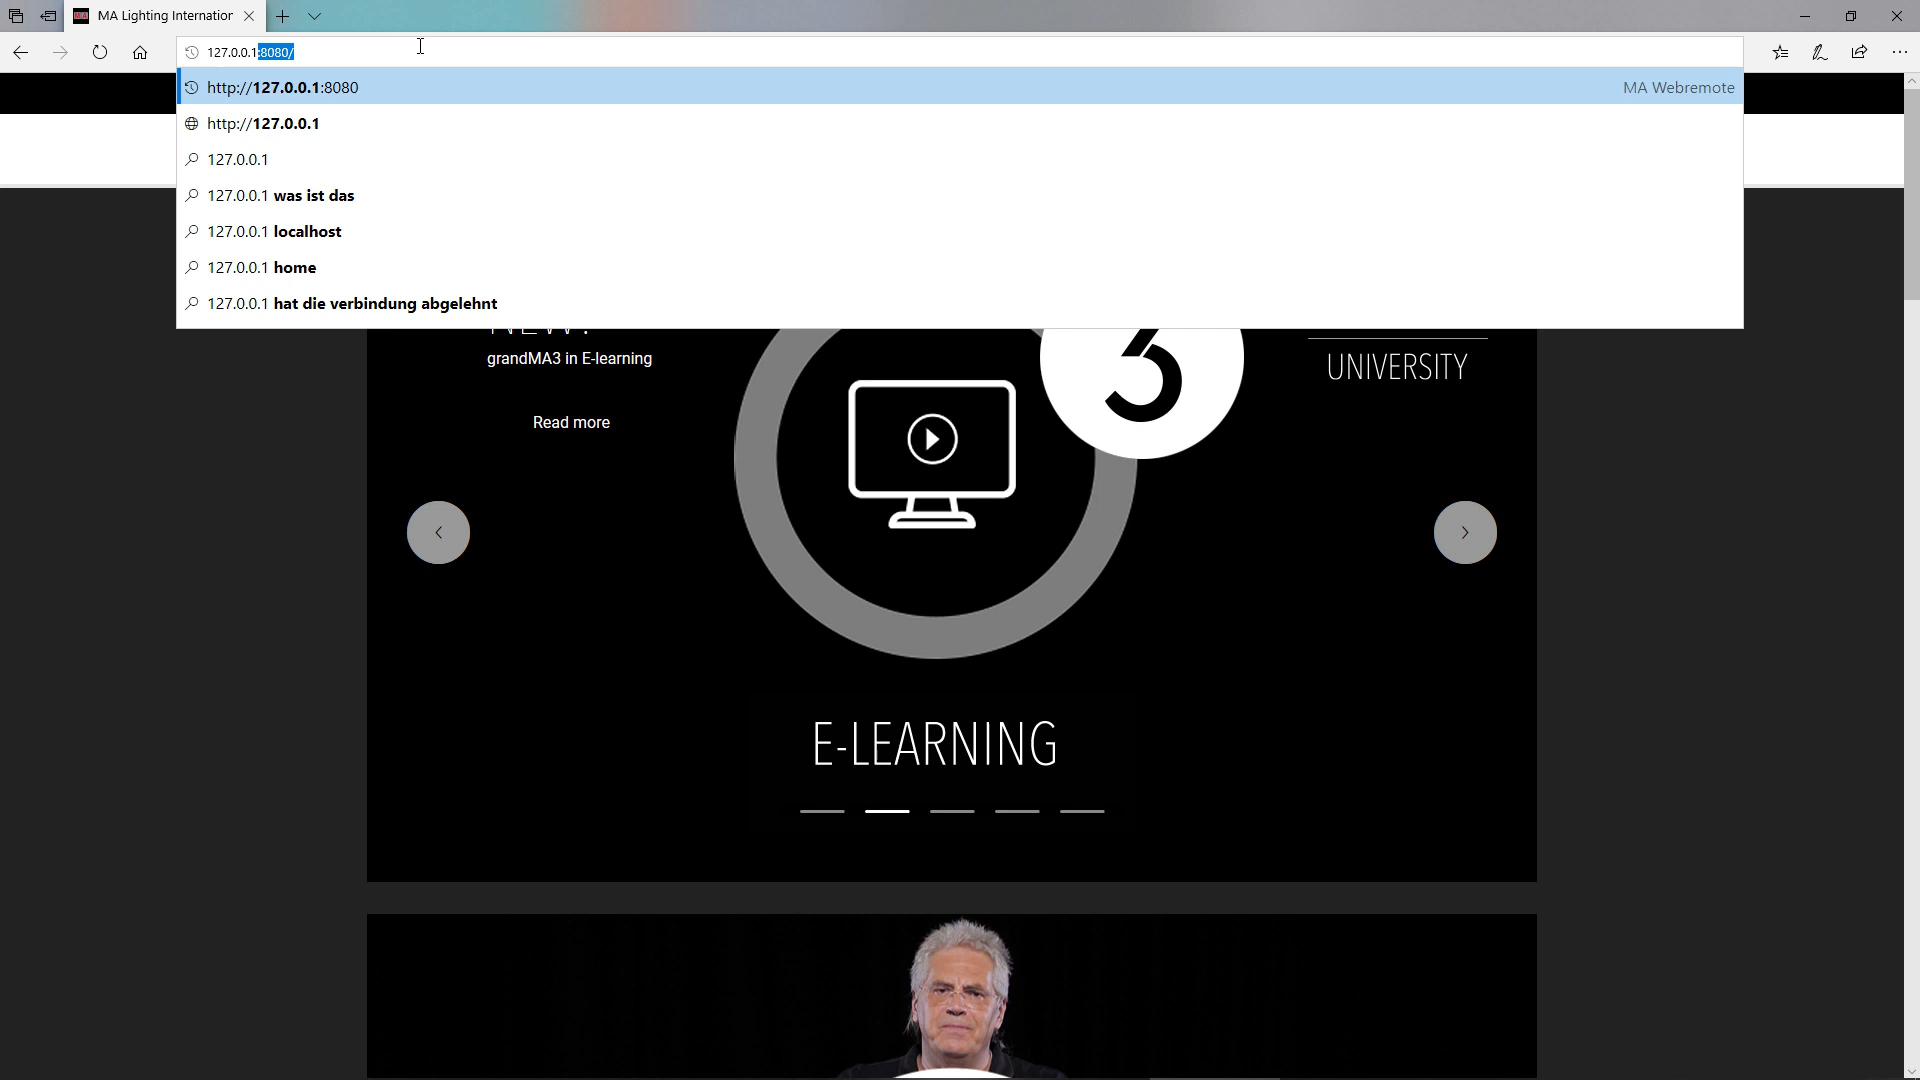 MA Lighting Internation
127.0.0.1:8080/
http://127.0.0.1:8080 MA Webremote
http://127.0.0.1
127.0.0.1
127.0.0.1 was ist das
127.0.0.1 localhost
127.0.0.1 home
127.0.0.1 hat die verbindung abgelehnt
grandMA3 in E-learning
Read more
3
UNIVERSITY
E-LEARNING